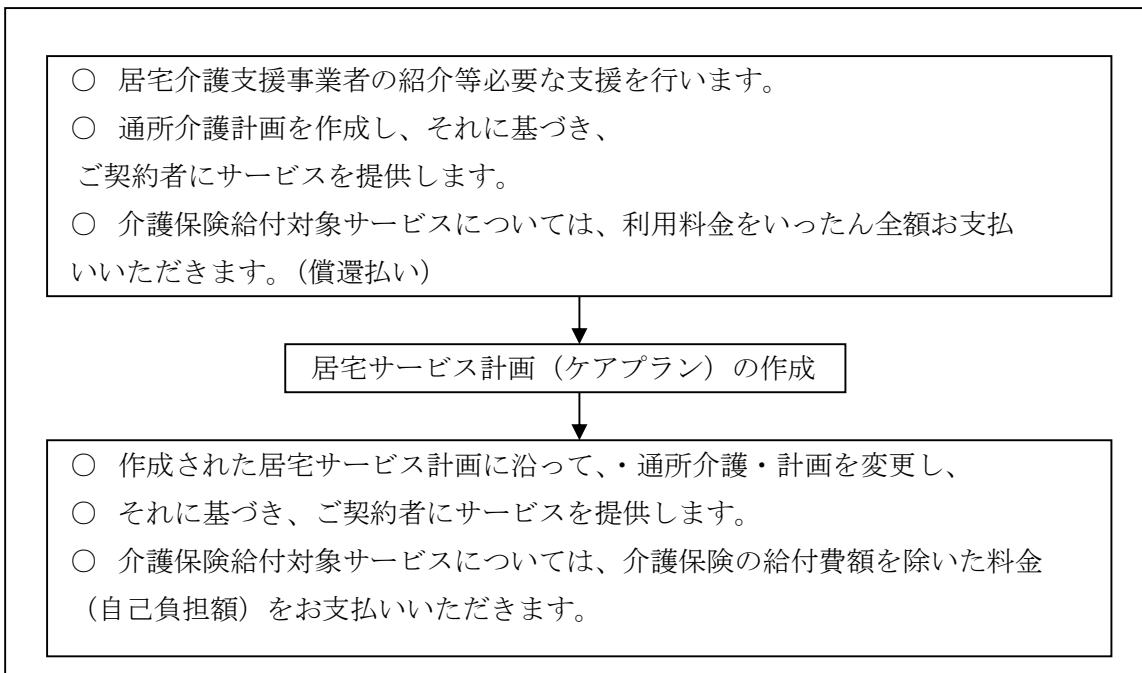 ○ 居宅介護支援事業者の紹介等必要な支援を行います。
○ 通所介護計画を作成し、それに基づき、
ご契約者にサービスを提供します。
○ 介護保険給付対象サービスについては、利用料金をいったん全額お支払
いいただきます。（償還払い）
居宅サービス計画（ケアプラン）の作成
○ 作成された居宅サービス計画に沿って、・通所介護・計画を変更し、
○ それに基づき、ご契約者にサービスを提供します。
○ 介護保険給付対象サービスについては、介護保険の給付費額を除いた料金
（自己負担額）をお支払いいただきます。